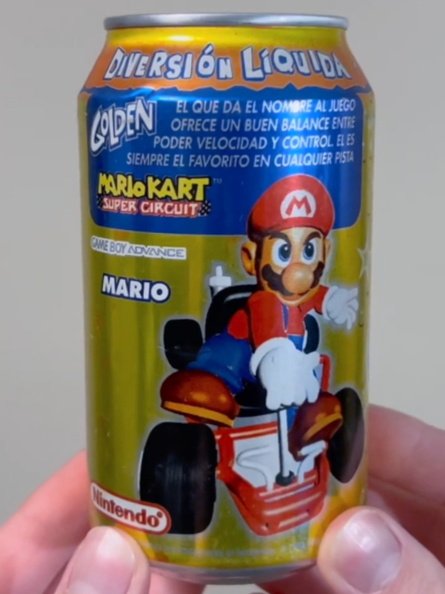 DIVERSIÓN LÍQUIDA
GOLDEN
EL QUE DA EL NOMBRE AL JUEGO
OFRECE UN BUEN BALANCE ENTRE
PODER VELOCIDAD Y CONTROL. EL ES
SIEMPRE EL FAVORITO EN CUALQUIER PISTA
MARIO KART™
SUPER CIRCUIT
GAME BOY ADVANCE
MARIO
M
Nintendo®